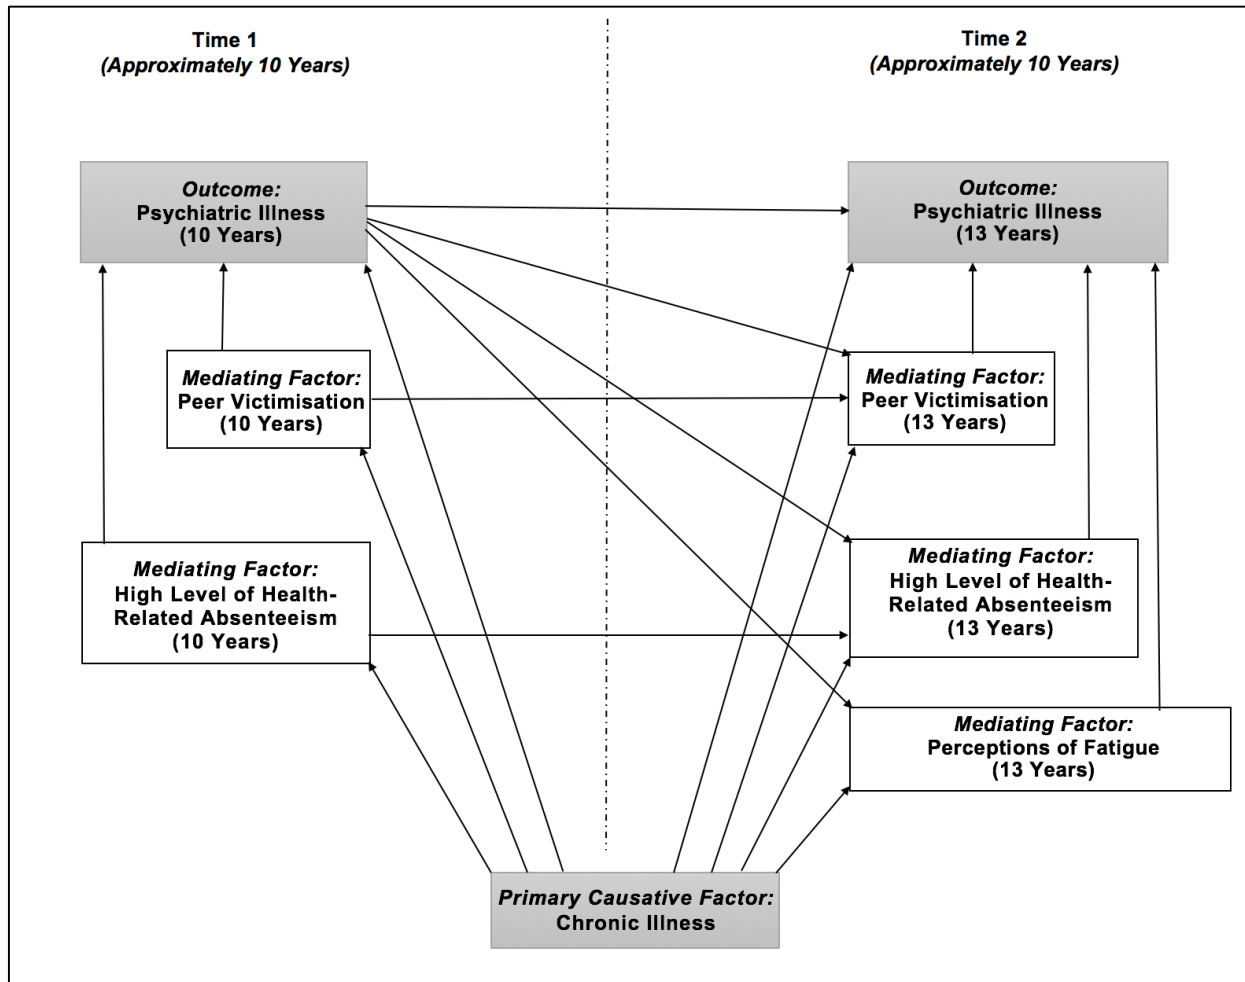 Time 1
(Approximately 10 Years)
Time 2
(Approximately 10 Years)
Outcome:
Psychiatric Illness
(10 Years)
Outcome:
Psychiatric Illness
(13 Years)
Mediating Factor:
Peer Victimisation
(10 Years)
Mediating Factor:
Peer Victimisation
(13 Years)
Mediating Factor:
High Level of Health-
Related Absenteeism
(10 Years)
Mediating Factor:
High Level of Health-
Related Absenteeism
(13 Years)
Mediating Factor:
Perceptions of Fatigue
(13 Years)
Primary Causative Factor:
Chronic Illness